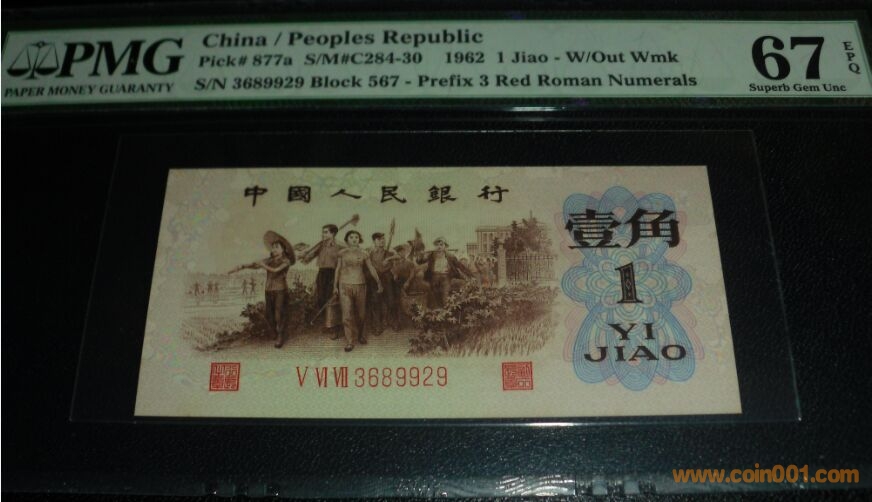 PMG
PAPER MONEY GUARANTY
China / Peoples Republic
Pick# 877a S/M#C284-30 1962 1 Jiao - W/Out Wmk
S/N 3689929 Block 567 - Prefix 3 Red Roman Numerals
67 EPQ
Superb Gem Unc
中國人民銀行
壹角
1
YI
JIAO
V VI VII 3689929
www.coin001.com